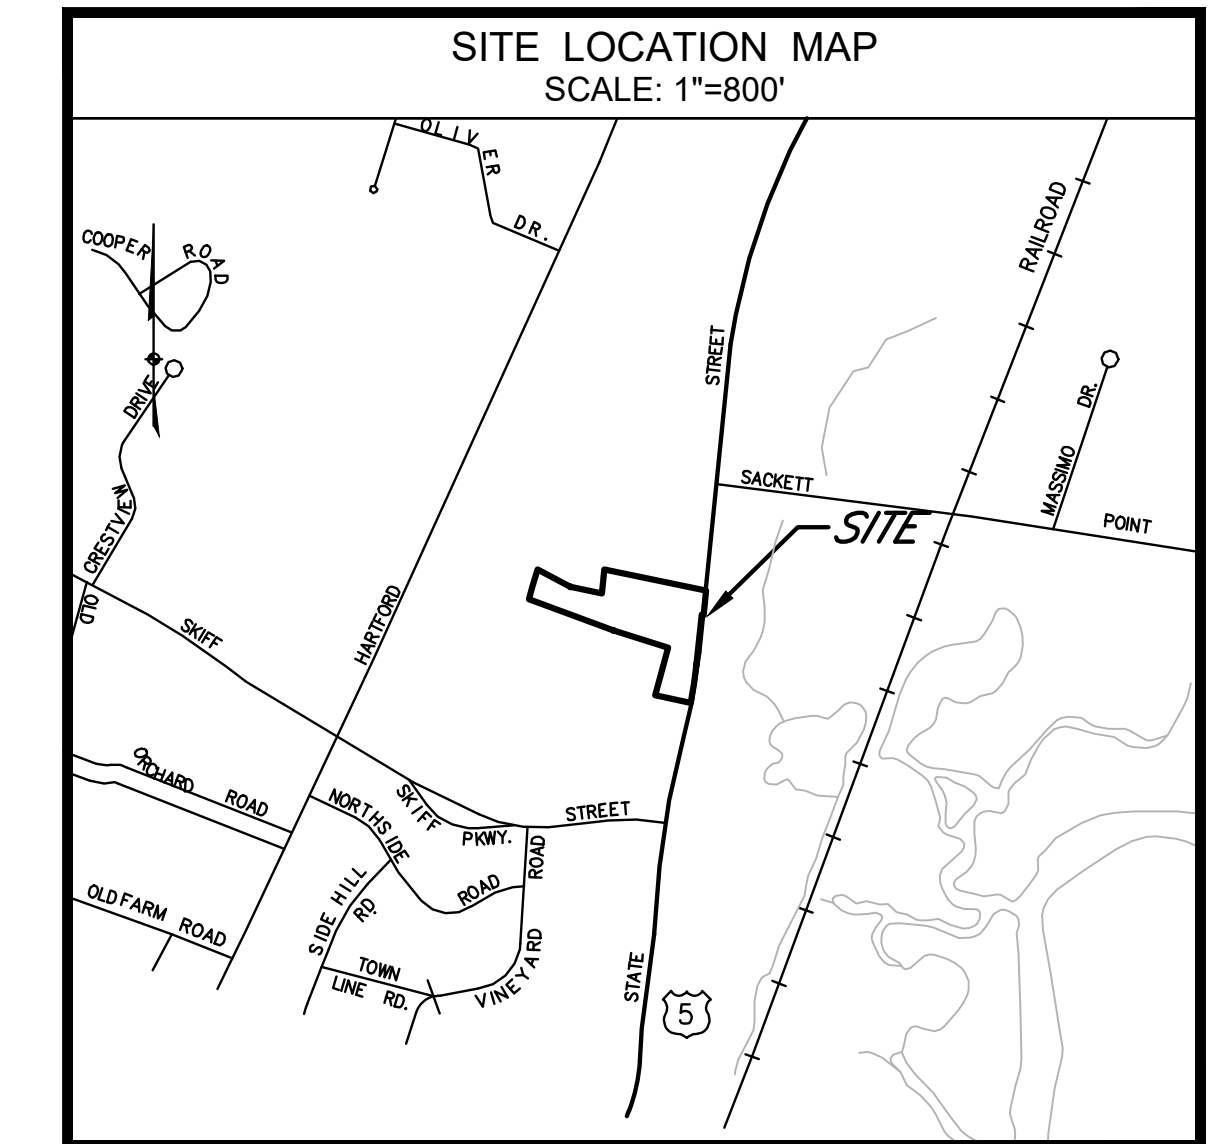 SITE LOCATION MAP
SCALE: 1"=800'
OLIVER
DR.
COOPER ROAD
RAILROAD
STREET
DRIVE
MASSIMO DR.
SACKETT
POINT
CRESTVIEW
SITE
OLD
SKIFF
HARTFORD
ORCHARD ROAD
NORTHSIDE
SKIFF
PKWY.
STREET
ROAD
ROAD
OLD FARM ROAD
SIDE HILL
RD.
TOWN
LINE RD.
VINEYARD
STATE
5